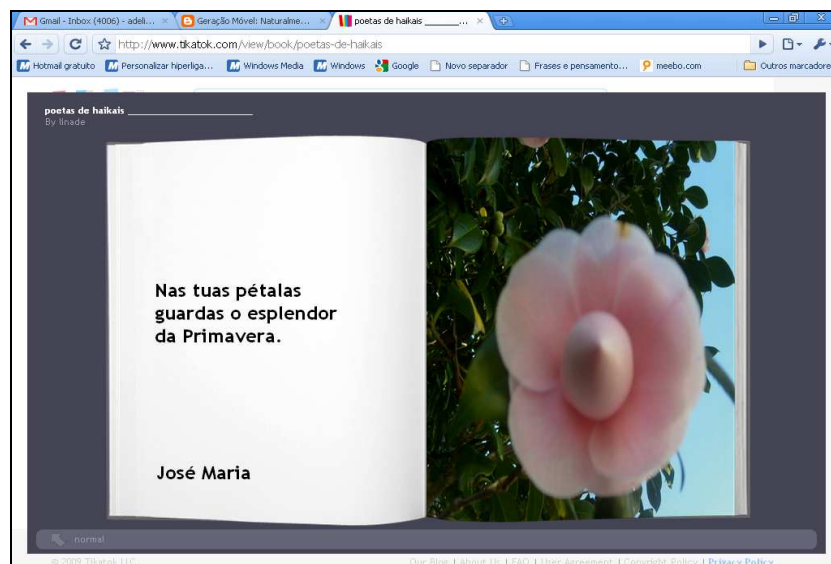 Gmail - Inbox (4006) - adeli...
Geração Móvel: Naturalme...
poetas de haikais _______...
http://www.tikatok.com/view/book/poetas-de-haikais
Hotmail gratuito
Personalizar hiperliga...
Windows Media
Windows
Google
Novo separador
Frases e pensamento...
meebo.com
Outros marcadore
poetas de haikais _________________________
By linade
Nas tuas pétalas
guardas o esplendor
da Primavera.
José Maria
normal
© 2009 Tikatok LLC
Our Blog | About Us | FAQ | User Agreement | Copyright Policy | Privacy Policy